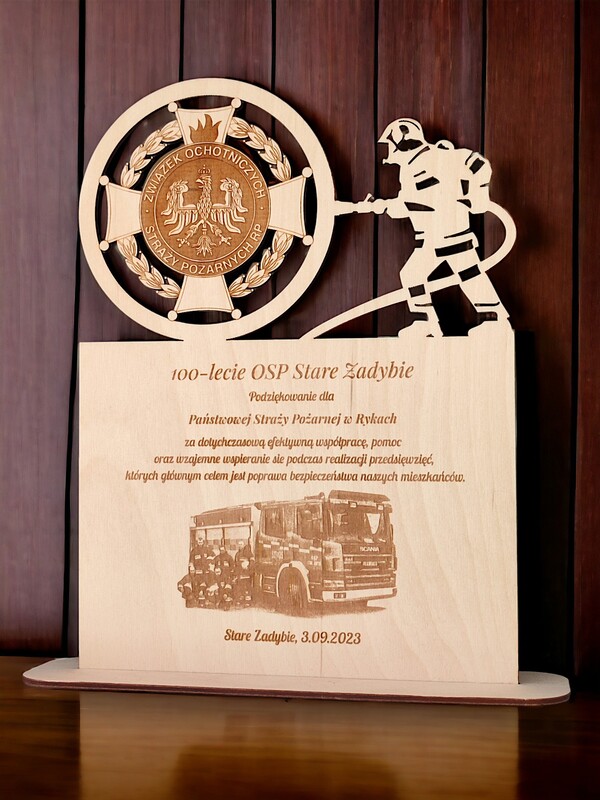 ZWIĄZEK OCHOTNICZYCH
STRAŻY POŻARNYCH RP
100-lecie OSP Stare Zadybie
Podziękowanie dla
Państwowej Straży Pożarnej w Rykach
za dotychczasową efektywną współpracę, pomoc
oraz wzajemne wspieranie sie podczas realizacji przedsięwzięć,
których głównym celem jest poprawa bezpieczeństwa naszych mieszkańców.
SCANIA
Stare Zadybie, 3.09.2023